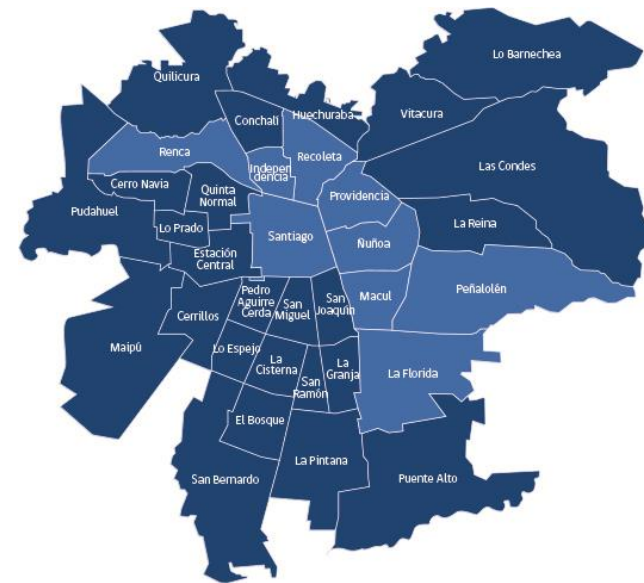 Lo Barnechea
Quilicura
Huechuraba
Vitacura
Conchalí
Renca
Recoleta
Indepen
dencia
Las Condes
Cerro Navia
Quinta
Normal
Providencia
Pudahuel
Lo Prado
La Reina
Santiago
Ñuñoa
Estación
Central
Pedro
Aguirre
Cerda
San
Miguel
San
Joaquín
Macul
Peñalolén
Cerrillos
Maipú
Lo Espejo
La
Cisterna
San
Ramón
La
Granja
La Florida
El Bosque
La Pintana
San Bernardo
Puente Alto